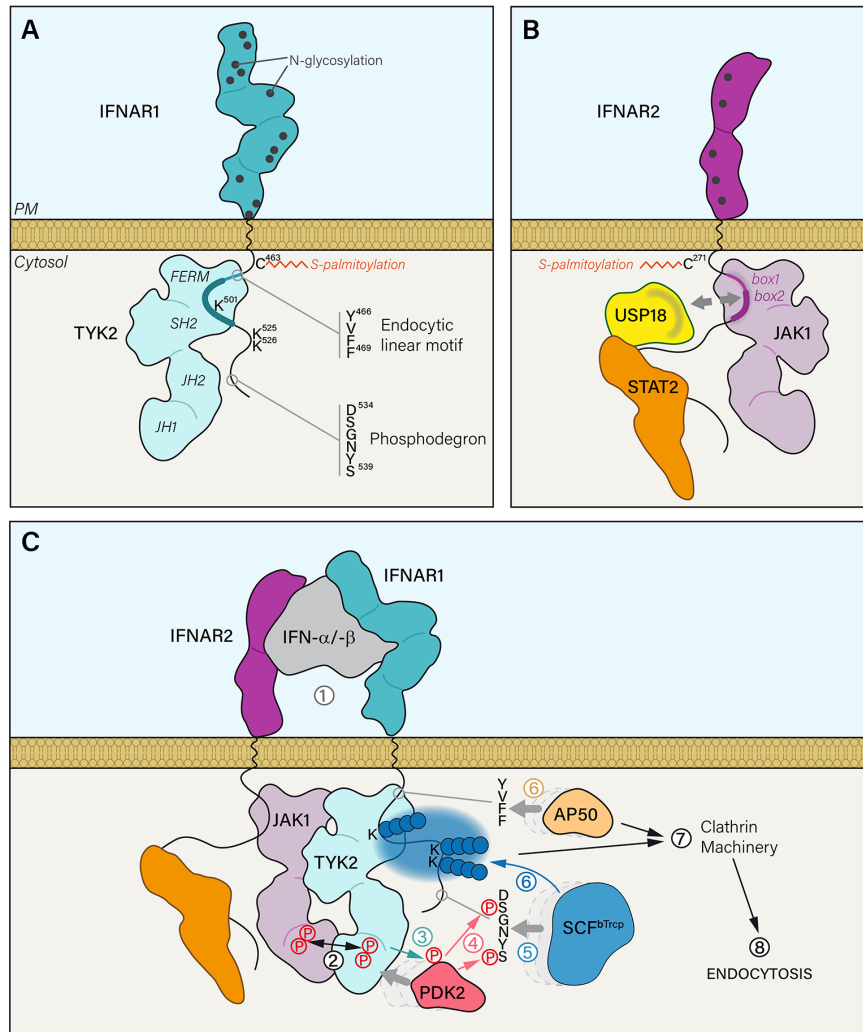 A
N-glycosylation
IFNAR1
PM
Cytosol
C463
S-palmitoylation
FERM
K501
SH2
TYK2
K525
K526
Y466
V
F
F469
Endocytic
linear motif
JH2
JH1
D534
S
G
N
Y
S539
Phosphodegron
B
IFNAR2
S-palmitoylation
C271
box1
box2
USP18
JAK1
STAT2
C
IFNAR1
IFNAR2
IFN-α/-β
1
JAK1
TYK2
K
K
K
Y
V
F
F
6
AP50
7
Clathrin
Machinery
6
D
S
G
N
Y
S
P
P
4
5
SCFbTrcp
8
ENDOCYTOSIS
P
P
2
P
P
3
P
PDK2